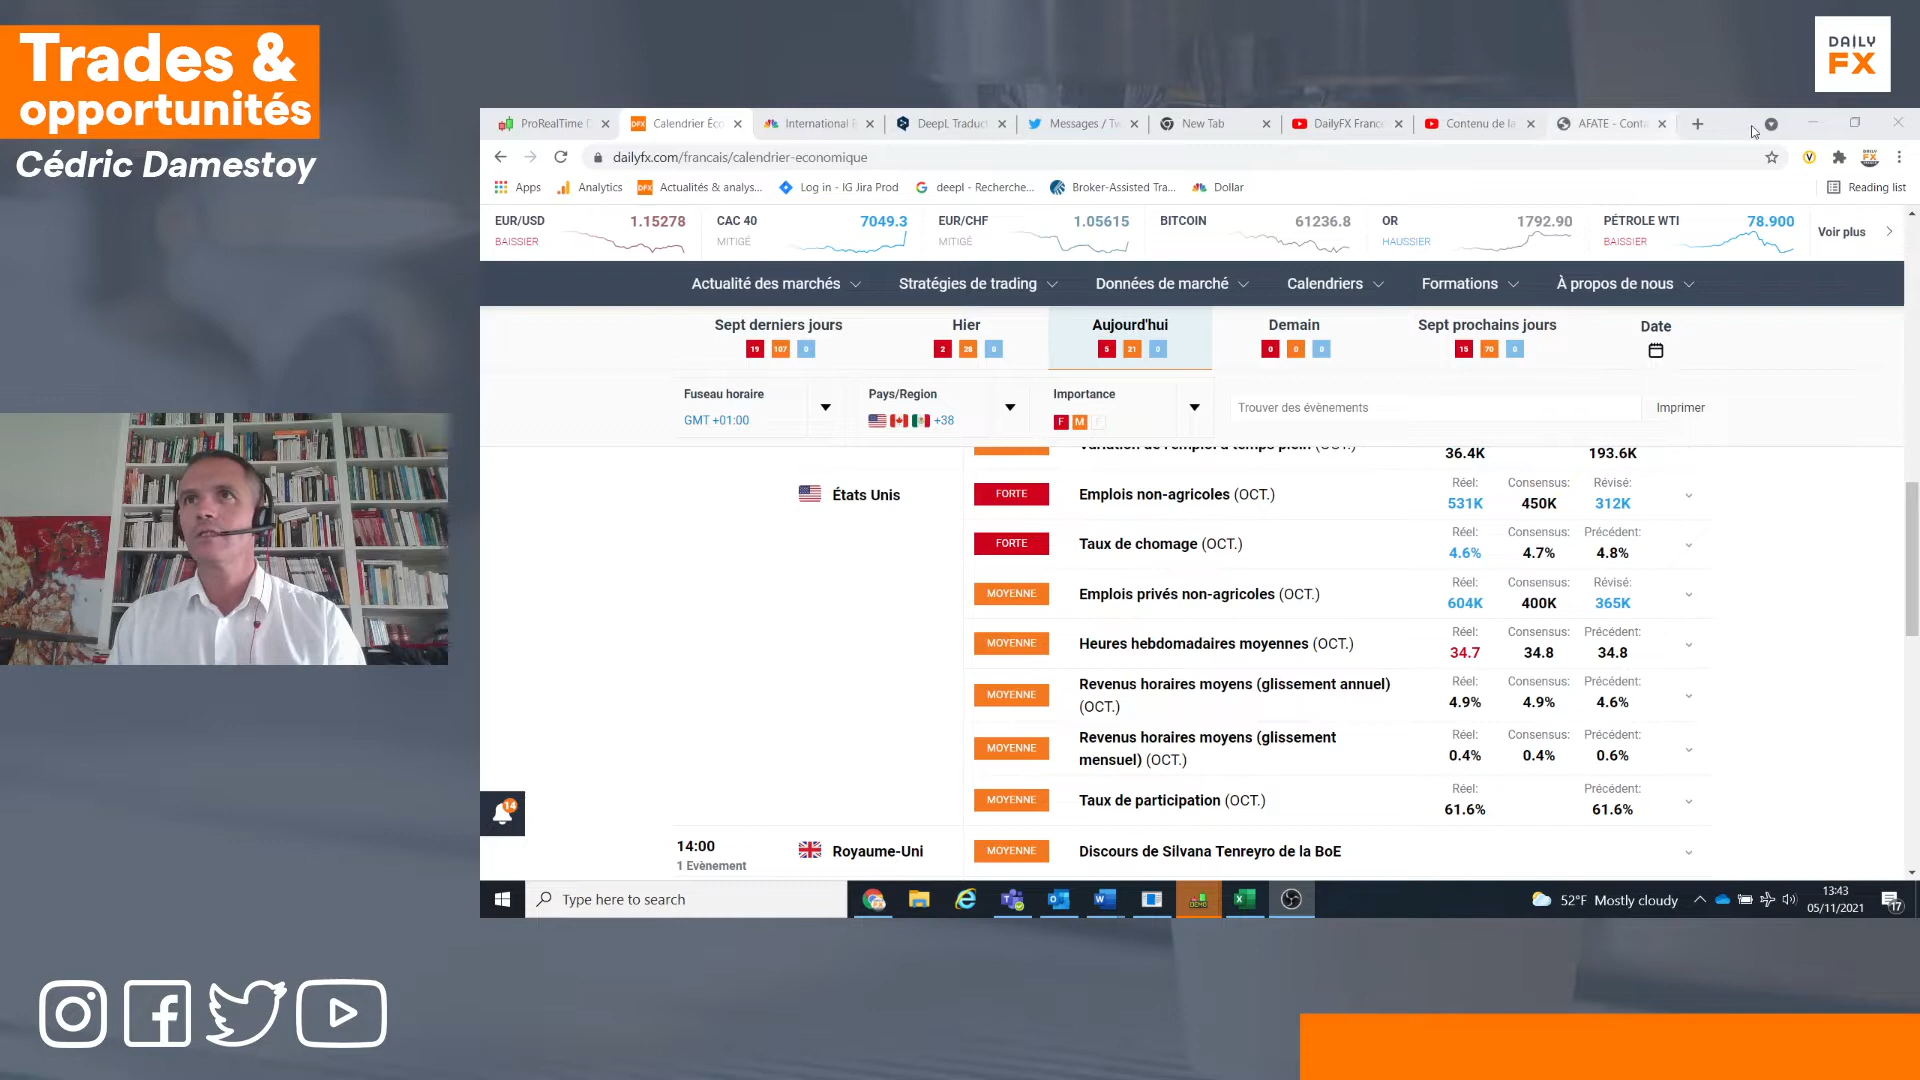 Trades &
opportunités
Cédric Damestoy
DAILY
FX
ProRealTime
Calendrier Éco
International
DeepL Traduct
Messages / Tw
New Tab
DailyFX France
Contenu de la
AFATE - Conta
dailyfx.com/francais/calendrier-economique
Apps
Analytics
Actualités & analys...
Log in - IG Jira Prod
deepl - Recherche...
Broker-Assisted Tra...
Dollar
Reading list
EUR/USD 1.15278
BAISSIER
CAC 40 7049.3
MITIGÉ
EUR/CHF 1.05615
MITIGÉ
BITCOIN 61236.8
OR 1792.90
HAUSSIER
PÉTROLE WTI 78.900
BAISSIER
Voir plus
Actualité des marchés
Stratégies de trading
Données de marché
Calendriers
Formations
À propos de nous
Sept derniers jours
19 107 0
Hier
2 28 0
Aujourd'hui
5 21 0
Demain
0 0 0
Sept prochains jours
15 70 0
Date
Fuseau horaire
GMT +01:00
Pays/Region
+38
Importance
F M F
Trouver des évènements
Imprimer
36.4K 193.6K
États Unis
FORTE Emplois non-agricoles (OCT.)
Réel: Consensus: Révisé:
531K 450K 312K
FORTE Taux de chomage (OCT.)
Réel: Consensus: Précédent:
4.6% 4.7% 4.8%
MOYENNE Emplois privés non-agricoles (OCT.)
Réel: Consensus: Révisé:
604K 400K 365K
MOYENNE Heures hebdomadaires moyennes (OCT.)
Réel: Consensus: Précédent:
34.7 34.8 34.8
MOYENNE Revenus horaires moyens (glissement annuel)
(OCT.)
Réel: Consensus: Précédent:
4.9% 4.9% 4.6%
MOYENNE Revenus horaires moyens (glissement
mensuel) (OCT.)
Réel: Consensus: Précédent:
0.4% 0.4% 0.6%
MOYENNE Taux de participation (OCT.)
Réel: Précédent:
61.6% 61.6%
14:00
1 Evènement
Royaume-Uni
MOYENNE Discours de Silvana Tenreyro de la BoE
14
Type here to search
52°F Mostly cloudy
13:43
05/11/2021
17